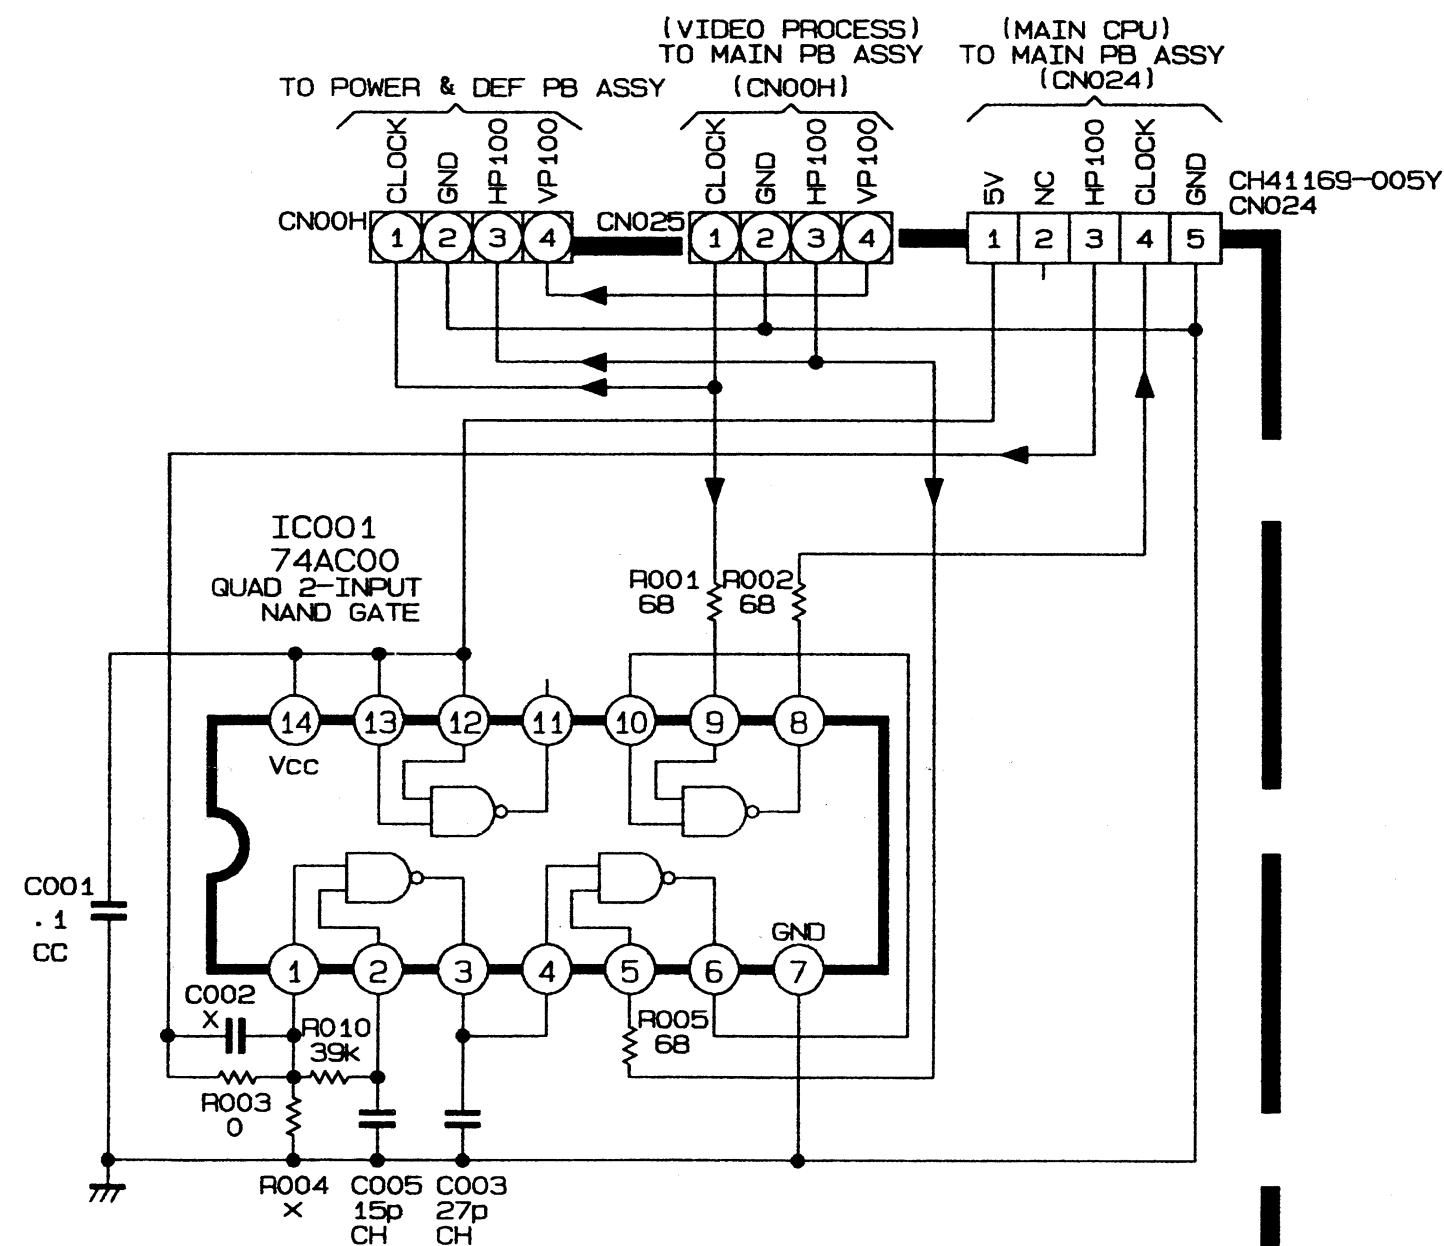 (VIDEO PROCESS)
TO MAIN PB ASSY
(CN00H)
(MAIN CPU)
TO MAIN PB ASSY
(CN024)
TO POWER & DEF PB ASSY
CLOCK
GND
HP100
VP100
CLOCK
GND
HP100
VP100
5V
NC
HP100
CLOCK
GND
CH41169-005Y
CN024
CN00H
1 2 3 4
CN025
1 2 3 4
1 2 3 4 5
IC001
74AC00
QUAD 2-INPUT
NAND GATE
R001
68
R002
68
14 13 12 11 10 9 8
Vcc
C001
.1
CC
GND
1 2 3 4 5 6 7
C002
X
R010
39k
R005
68
R003
0
R004
X
C005
15p
CH
C003
27p
CH